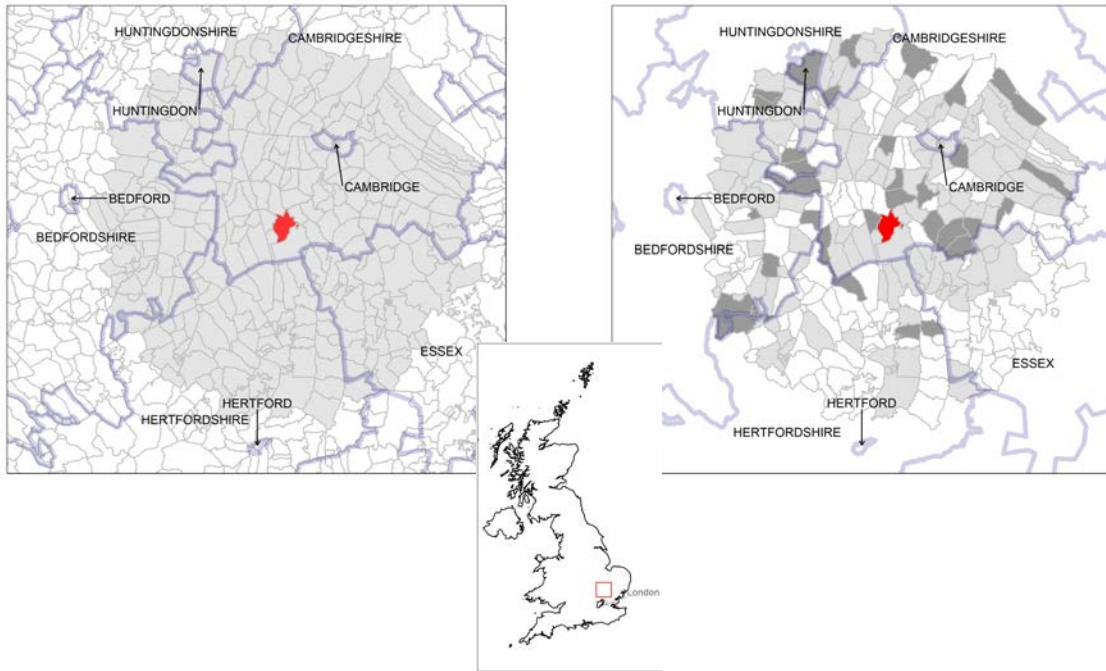 HUNTINGDONSHIRE
CAMBRIDGESHIRE
HUNTINGDON
CAMBRIDGE
BEDFORD
BEDFORDSHIRE
ESSEX
HERTFORD
HERTFORDSHIRE
HUNTINGDONSHIRE
CAMBRIDGESHIRE
HUNTINGDON
CAMBRIDGE
BEDFORD
BEDFORDSHIRE
ESSEX
HERTFORD
HERTFORDSHIRE
London